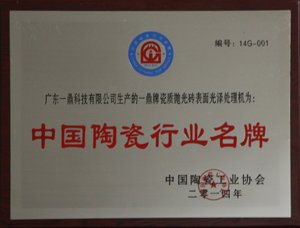 编号：14G-001
广东一鼎科技有限公司生产的一鼎牌瓷质抛光砖表面光泽处理机为：
中国陶瓷行业名牌
中国陶瓷工业协会
二零一四年